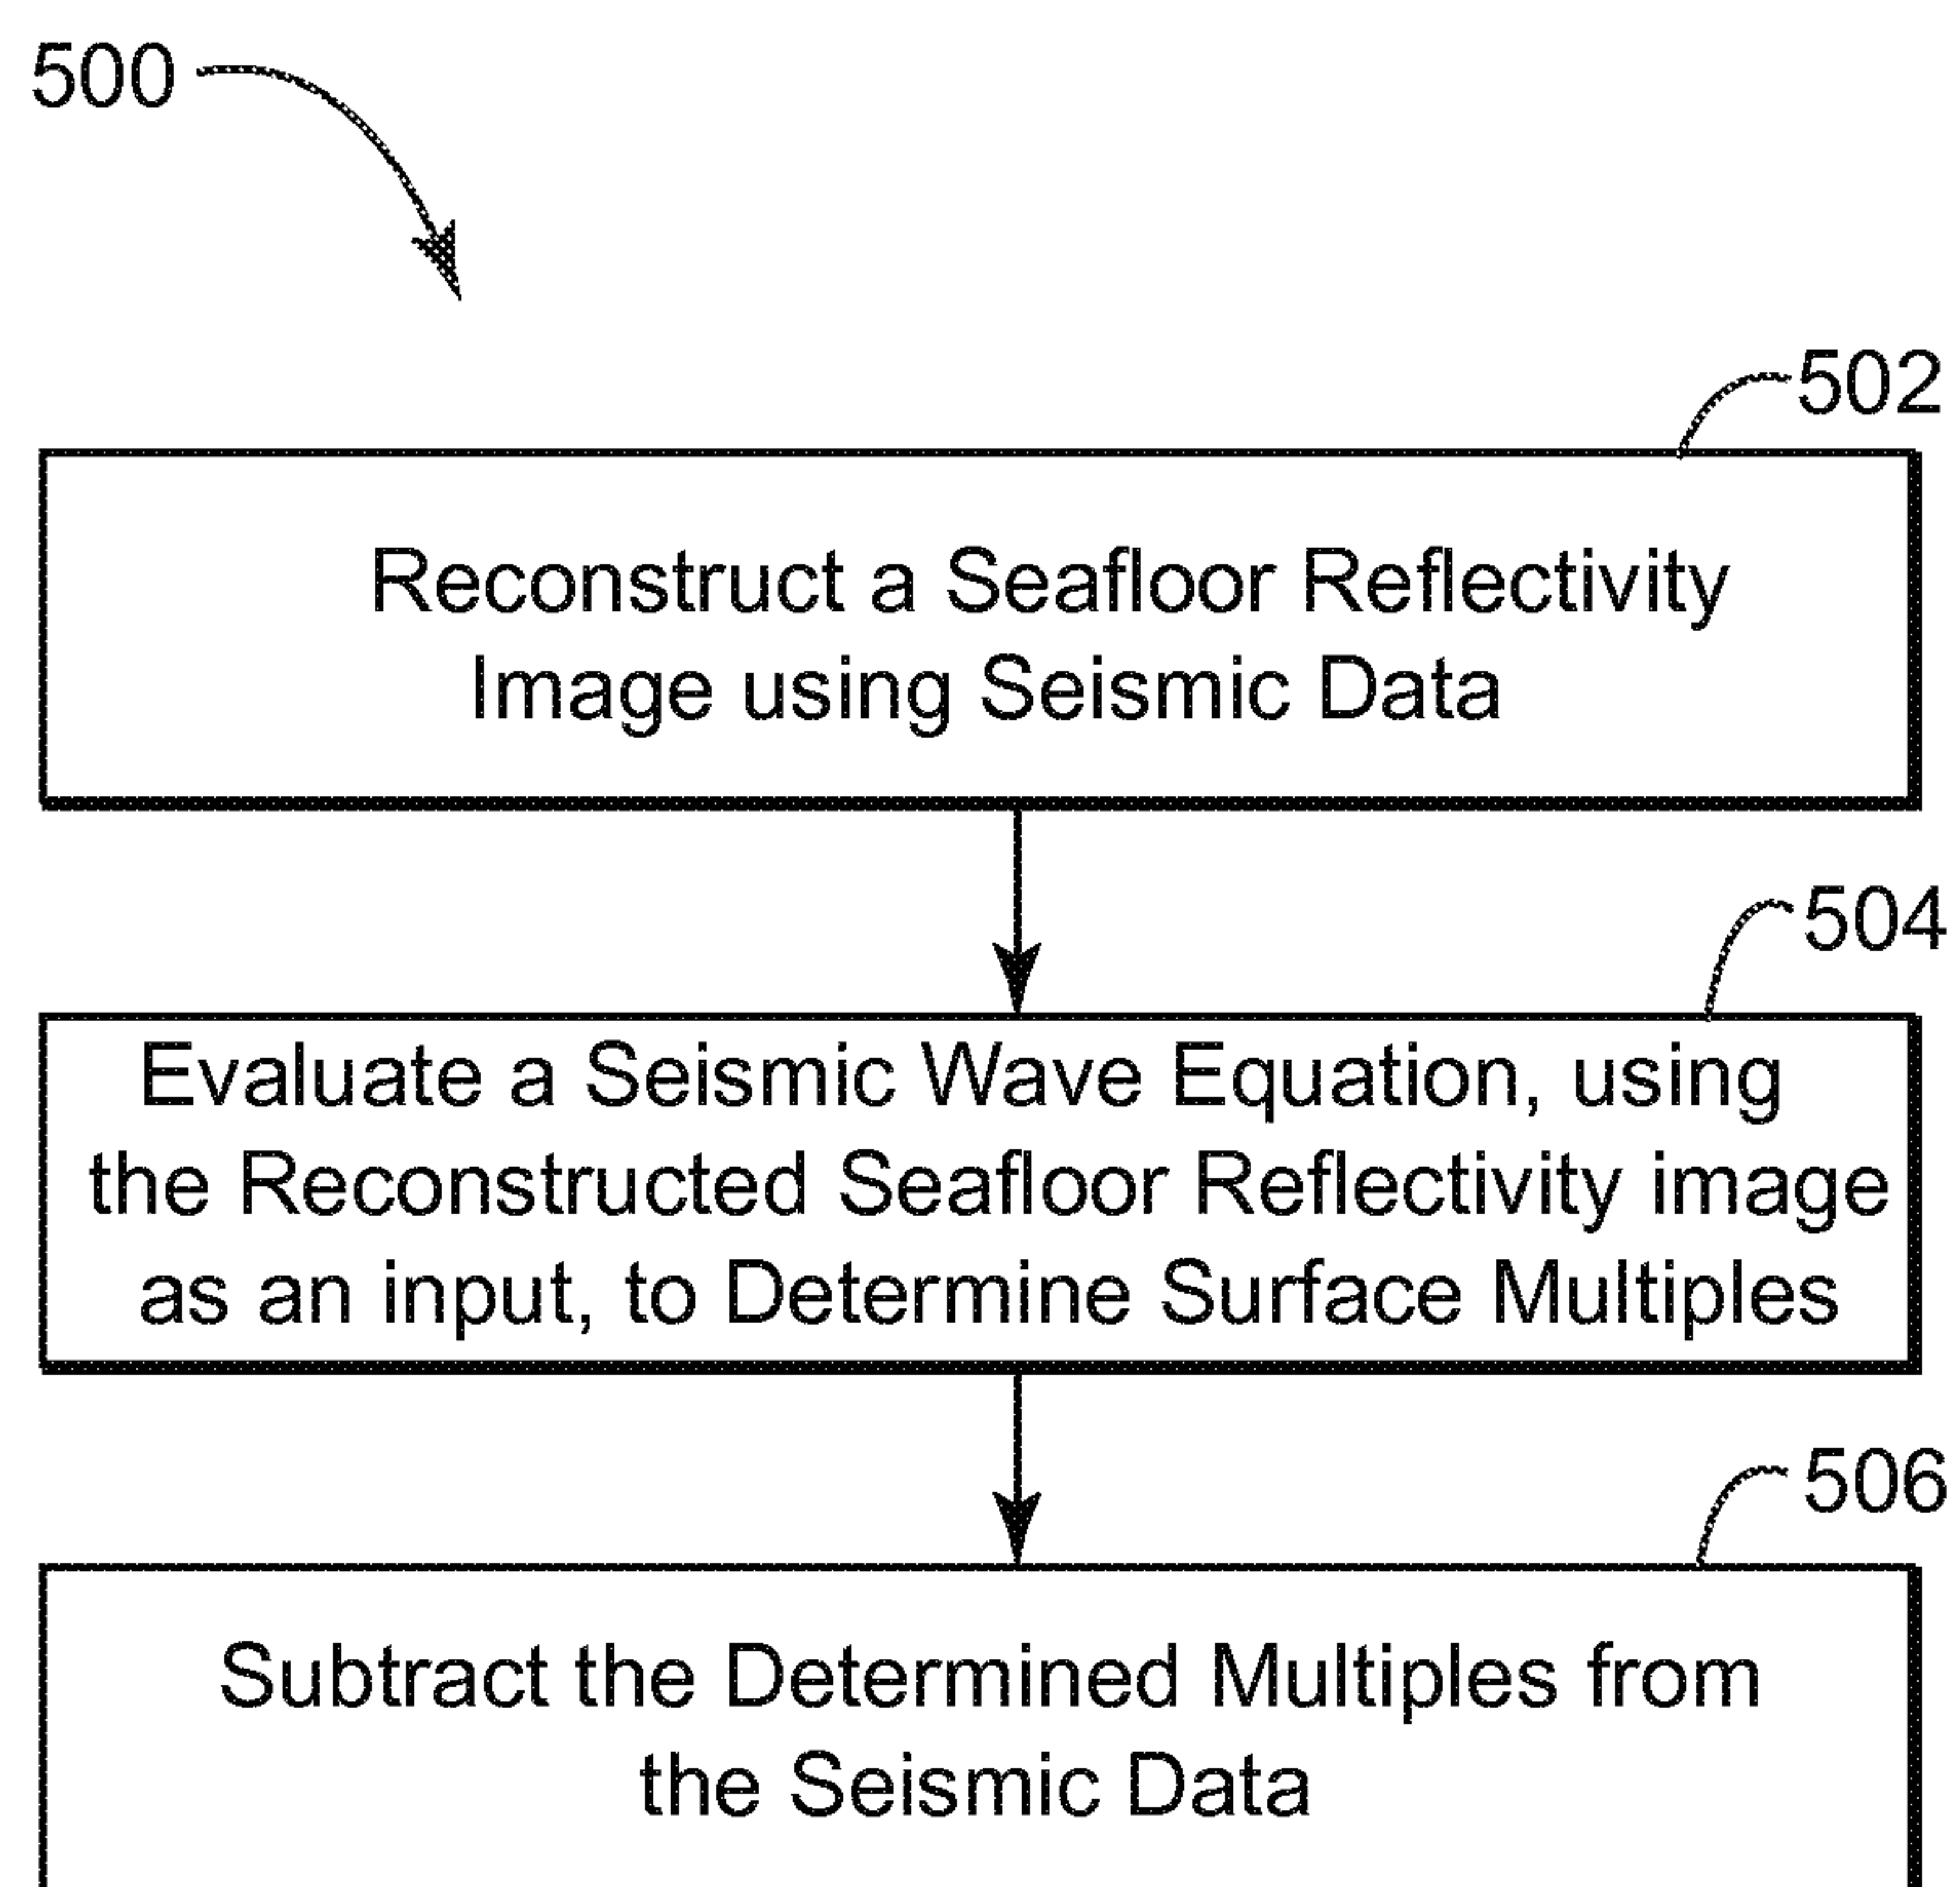 500
502
Reconstruct a Seafloor Reflectivity
Image using Seismic Data
504
Evaluate a Seismic Wave Equation, using
the Reconstructed Seafloor Reflectivity image
as an input, to Determine Surface Multiples
506
Subtract the Determined Multiples from
the Seismic Data